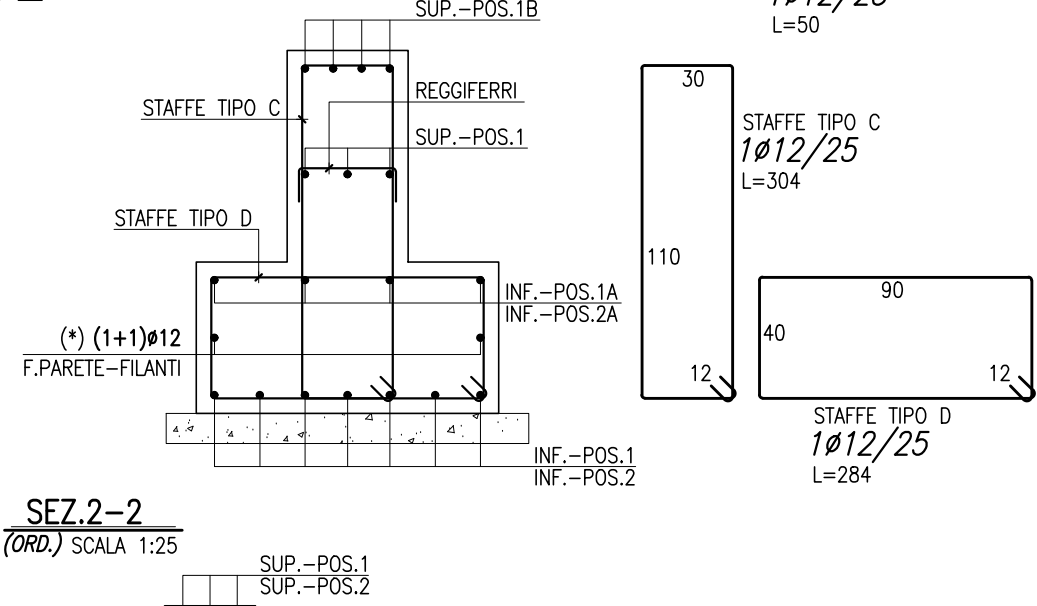 SUP.-POS.1B
L=50
REGGIFERRI
STAFFE TIPO C
SUP.-POS.1
STAFFE TIPO D
INF.-POS.1A
INF.-POS.2A
(*) (1+1)ø12
F.PARETE-FILANTI
INF.-POS.1
INF.-POS.2
30
110
12
STAFFE TIPO C
1ø12/25
L=304
90
40
12
STAFFE TIPO D
1ø12/25
L=284
SEZ.2-2
(ORD.) SCALA 1:25
SUP.-POS.1
SUP.-POS.2